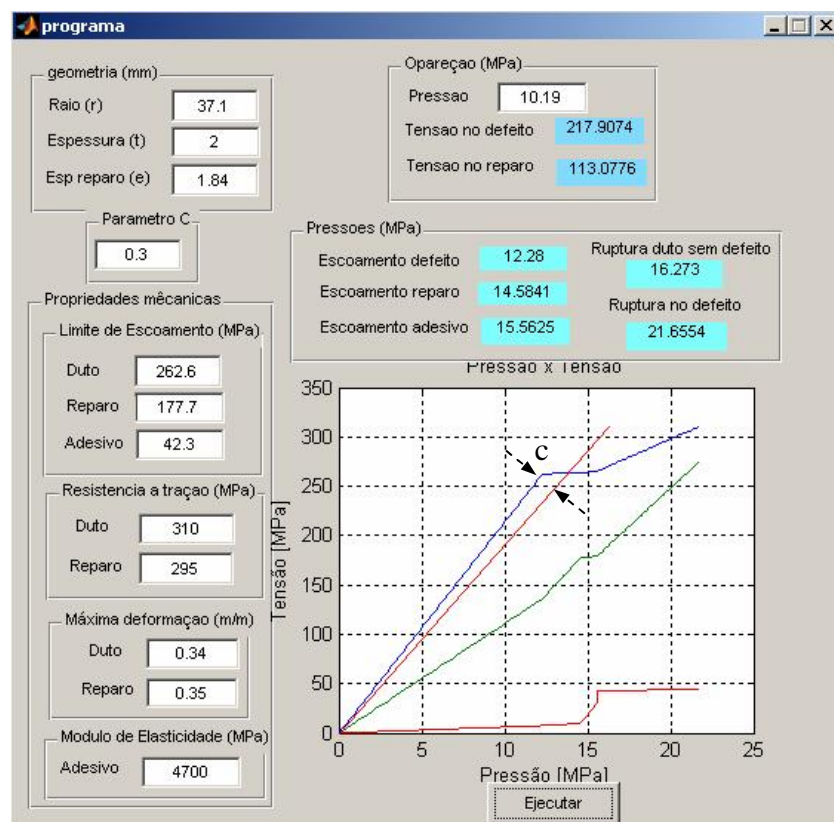 programa
geometria (mm)
Raio (r) 37.1
Espessura (t) 2
Esp reparo (e) 1.84
Parametro C
0.3
Propriedades mêcanicas
Limite de Escoamento (MPa)
Duto 262.6
Reparo 177.7
Adesivo 42.3
Resistencia a traçao (MPa)
Duto 310
Reparo 295
Máxima deformaçao (m/m)
Duto 0.34
Reparo 0.35
Modulo de Elasticidade (MPa)
Adesivo 4700
Opareçao (MPa)
Pressao 10.19
Tensao no defeito 217.9074
Tensao no reparo 113.0776
Pressoes (MPa)
Escoamento defeito 12.28
Escoamento reparo 14.5841
Escoamento adesivo 15.5625
Ruptura duto sem defeito
16.273
Ruptura no defeito
21.6554
Pressao x Tensao
350
300
250
200
150
100
50
0
Tensão [MPa]
c
0 5 10 15 20 25
Pressão [MPa]
Ejecutar